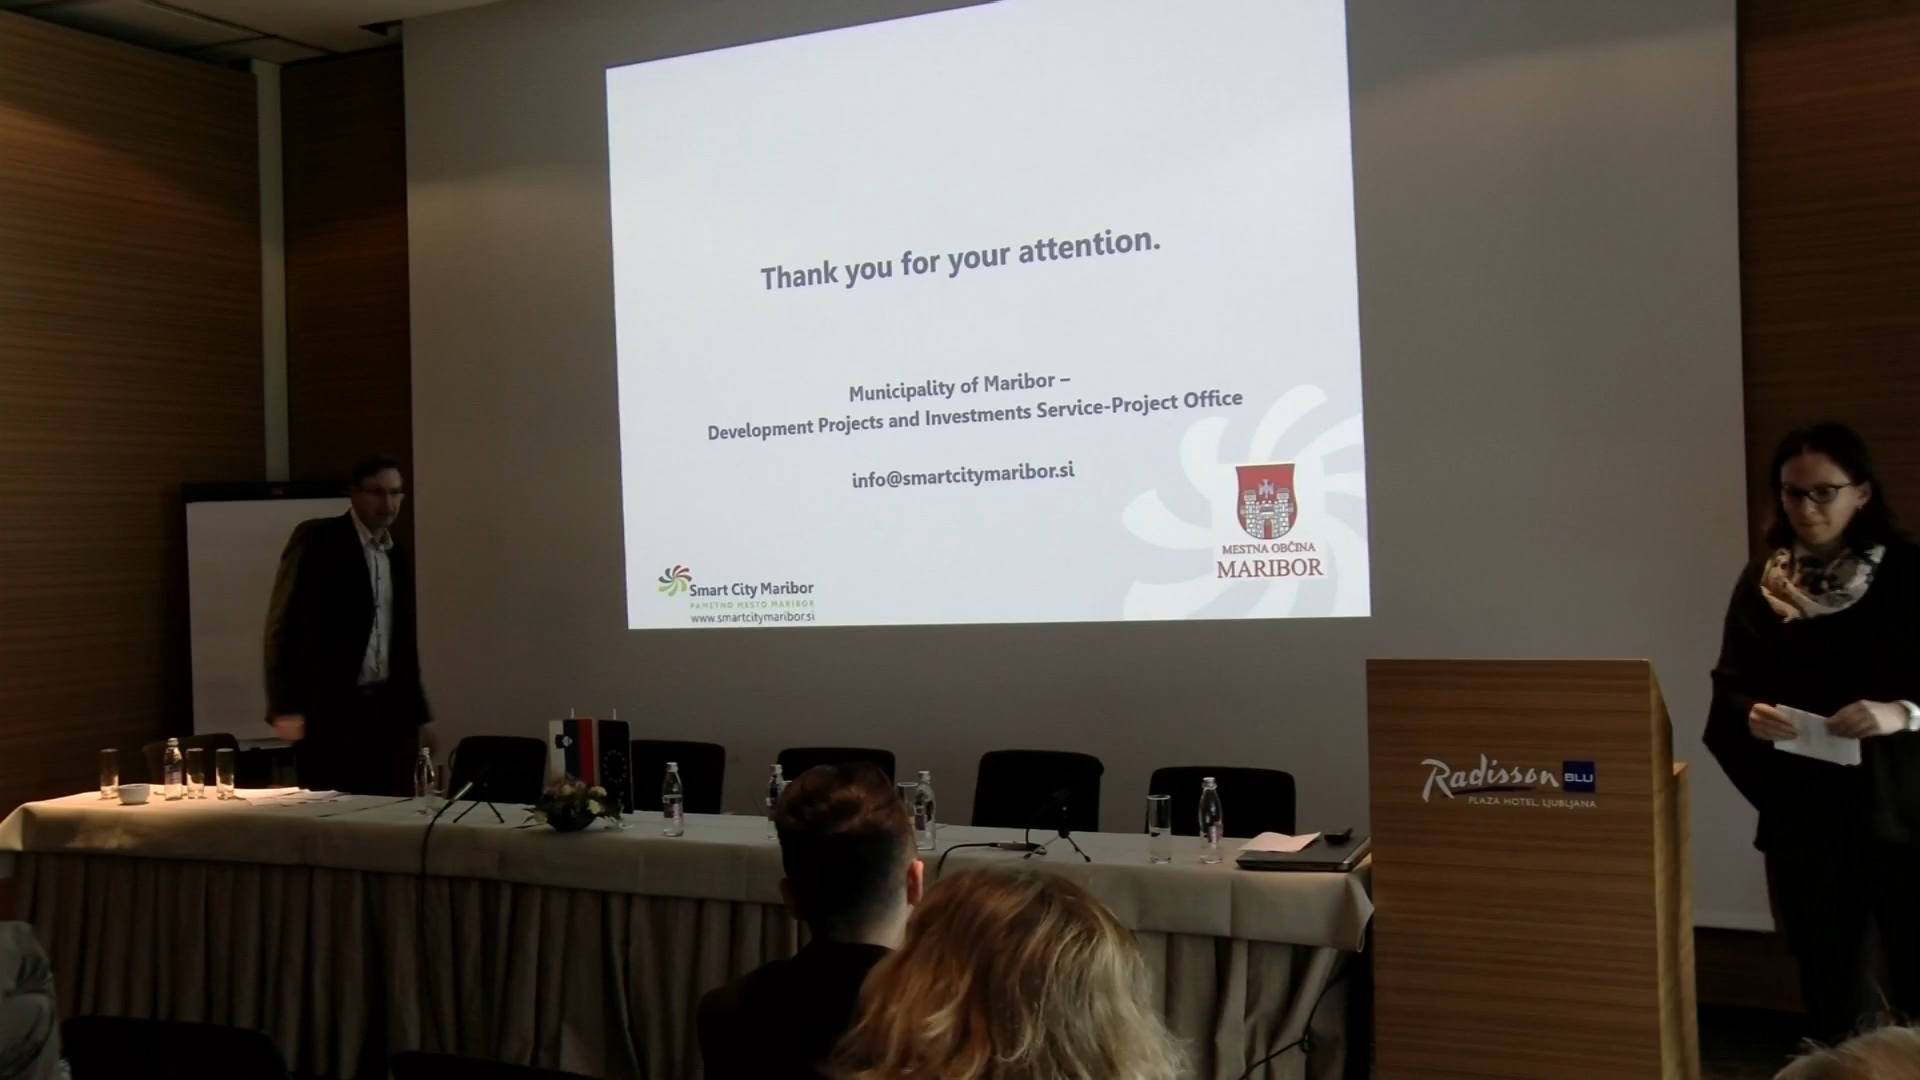 Thank you for your attention.
Municipality of Maribor –
Development Projects and Investments Service-Project Office
info@smartcitymaribor.si
MESTNA OBČINA
MARIBOR
Smart City Maribor
PAMETNO MESTO MARIBOR
www.smartcitymaribor.si
Radisson BLU
PLAZA HOTEL, LJUBLJANA